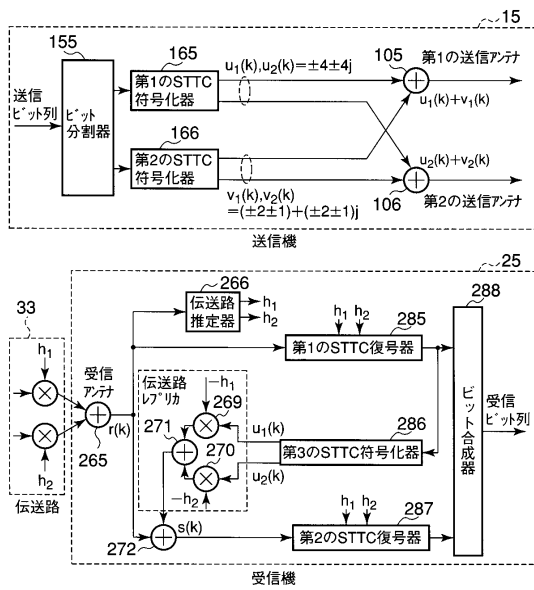 15
155
165
105
第1の送信アンテナ
送信
ビット列
ビット
分割器
第1のSTTC
符号化器
u1(k),u2(k)=±4±4j
u1(k)+v1(k)
166
第2のSTTC
符号化器
v1(k),v2(k)
=(±2±1)+(±2±1)j
u2(k)+v2(k)
106
第2の送信アンテナ
送信機
25
33
266
伝送路
推定器
h1
h2
288
h1
受信
アンテナ
h1 h2
285
第1のSTTC復号器
伝送路
レプリカ
−h1
269
271
u1(k)
286
第3のSTTC符号化器
265
r(k)
270
u2(k)
−h2
h2
伝送路
ビット合成器
受信
ビット列
h1 h2
287
s(k)
272
第2のSTTC復号器
受信機